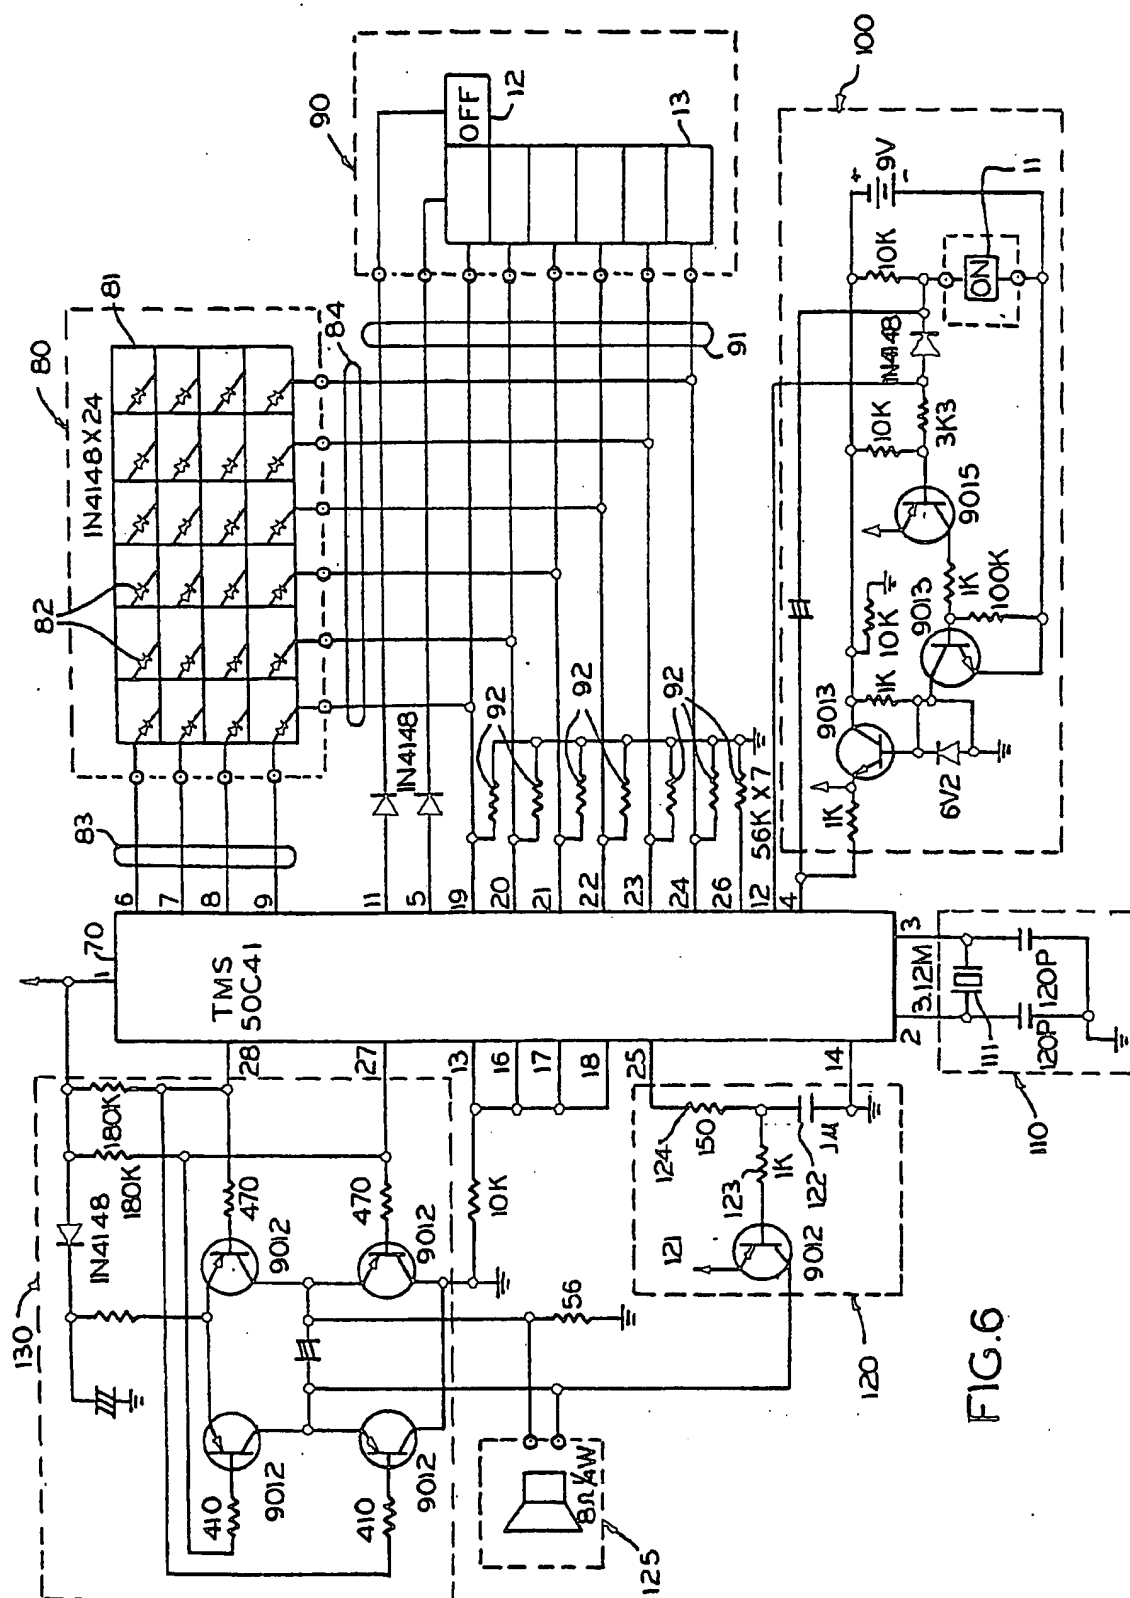 80
IN4148X24
81
82
83
84
90
OFF
12
13
91
IN4148
92
92
92
56K X 7
100
9V
+
-
11
10K
ON
IN4148
10K
3K3
9015
1K
100K
9013
10K
1K
9013
6V2
1K
6
7
8
9
11
5
19
20
21
22
23
24
26
12
4
70
1
TMS
50C41
28
27
13
16
17
18
25
14
2
3
3.12M
111
120P
120P
110
130
180K
180K
IN4148
470
9012
470
9012
410
9012
410
9012
10K
56
8Ω ¼W
125
124
150
123
1K
122
1µ
121
9012
120
FIG.6